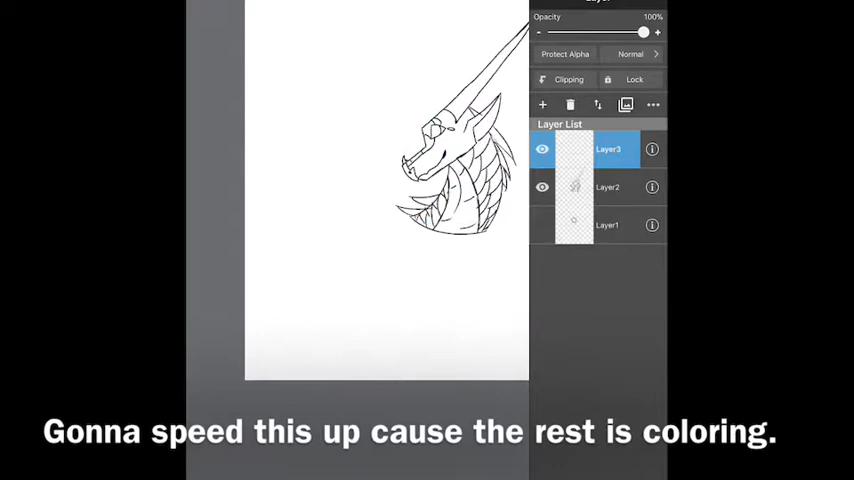 Opacity 100%
- +
Protect Alpha Normal >
Clipping Lock
+ ...
Layer List
Layer3
Layer2
Layer1
Gonna speed this up cause the rest is coloring.